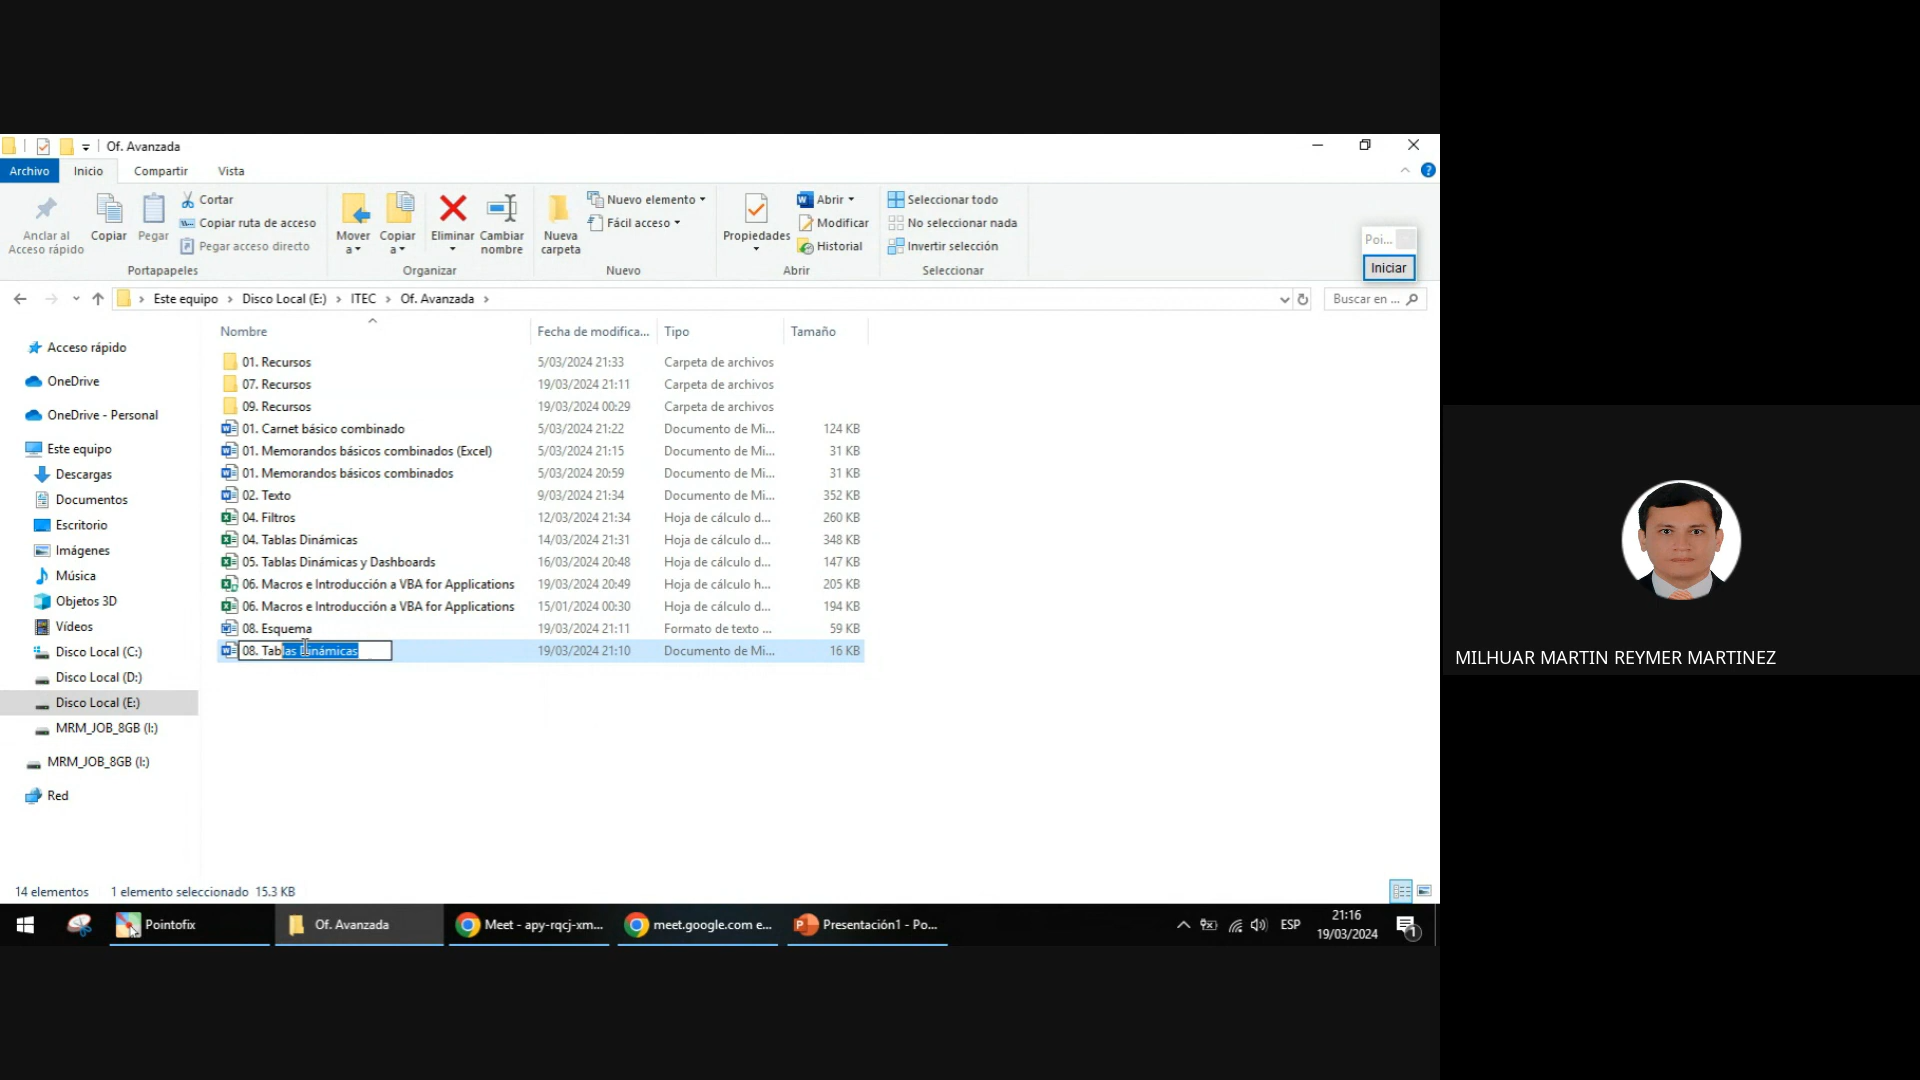 Of. Avanzada
Archivo Inicio Compartir Vista
Anclar al Acceso rápido
Copiar
Pegar
Cortar
Copiar ruta de acceso
Pegar acceso directo
Portapapeles
Mover a
Copiar a
Eliminar
Cambiar nombre
Organizar
Nueva carpeta
Nuevo elemento
Fácil acceso
Nuevo
Propiedades
Abrir
Modificar
Historial
Abrir
Seleccionar todo
No seleccionar nada
Invertir selección
Seleccionar
Poi...
Iniciar
Este equipo > Disco Local (E:) > ITEC > Of. Avanzada >
Buscar en ...
Acceso rápido
OneDrive
OneDrive - Personal
Este equipo
Descargas
Documentos
Escritorio
Imágenes
Música
Objetos 3D
Vídeos
Disco Local (C:)
Disco Local (D:)
Disco Local (E:)
MRM_JOB_8GB (I:)
MRM_JOB_8GB (I:)
Red
Nombre Fecha de modifica... Tipo Tamaño
01. Recursos 5/03/2024 21:33 Carpeta de archivos
07. Recursos 19/03/2024 21:11 Carpeta de archivos
09. Recursos 19/03/2024 00:29 Carpeta de archivos
01. Carnet básico combinado 5/03/2024 21:22 Documento de Mi... 124 KB
01. Memorandos básicos combinados (Excel) 5/03/2024 21:15 Documento de Mi... 31 KB
01. Memorandos básicos combinados 5/03/2024 20:59 Documento de Mi... 31 KB
02. Texto 9/03/2024 21:34 Documento de Mi... 352 KB
04. Filtros 12/03/2024 21:34 Hoja de cálculo d... 260 KB
04. Tablas Dinámicas 14/03/2024 21:31 Hoja de cálculo d... 348 KB
05. Tablas Dinámicas y Dashboards 16/03/2024 20:48 Hoja de cálculo d... 147 KB
06. Macros e Introducción a VBA for Applications 19/03/2024 20:49 Hoja de cálculo h... 205 KB
06. Macros e Introducción a VBA for Applications 15/01/2024 00:30 Hoja de cálculo d... 194 KB
08. Esquema 19/03/2024 21:11 Formato de texto ... 59 KB
08. Tablas Dinámicas 19/03/2024 21:10 Documento de Mi... 16 KB
14 elementos 1 elemento seleccionado 15.3 KB
Pointofix
Of. Avanzada
Meet - apy-rqcj-xm...
meet.google.com e...
Presentación1 - Po...
ESP
21:16
19/03/2024
1
MILHUAR MARTIN REYMER MARTINEZ